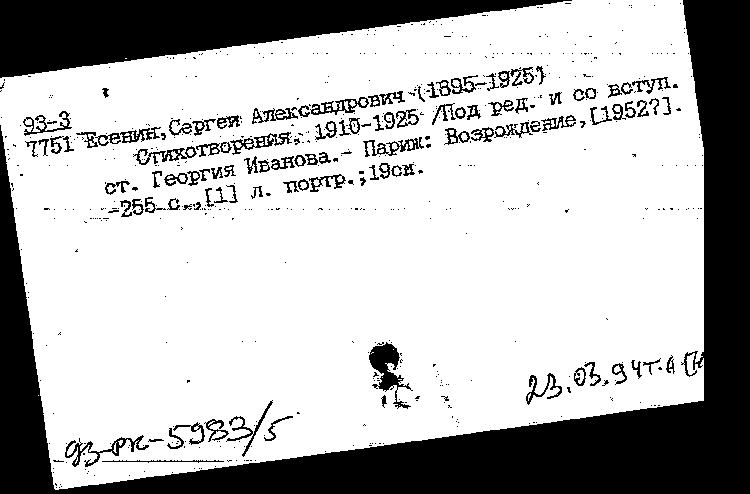 93-3
7751 Есенин,Сергей Александрович (1895-1925)
Стихотворения, 1910-1925 /Под ред. и со вступ.
ст. Георгия Иванова.- Париж: Возрождение,[1952?].
-255 с.,[1] л. портр.;19см.
23.03.94г.
93-РК-5983/5